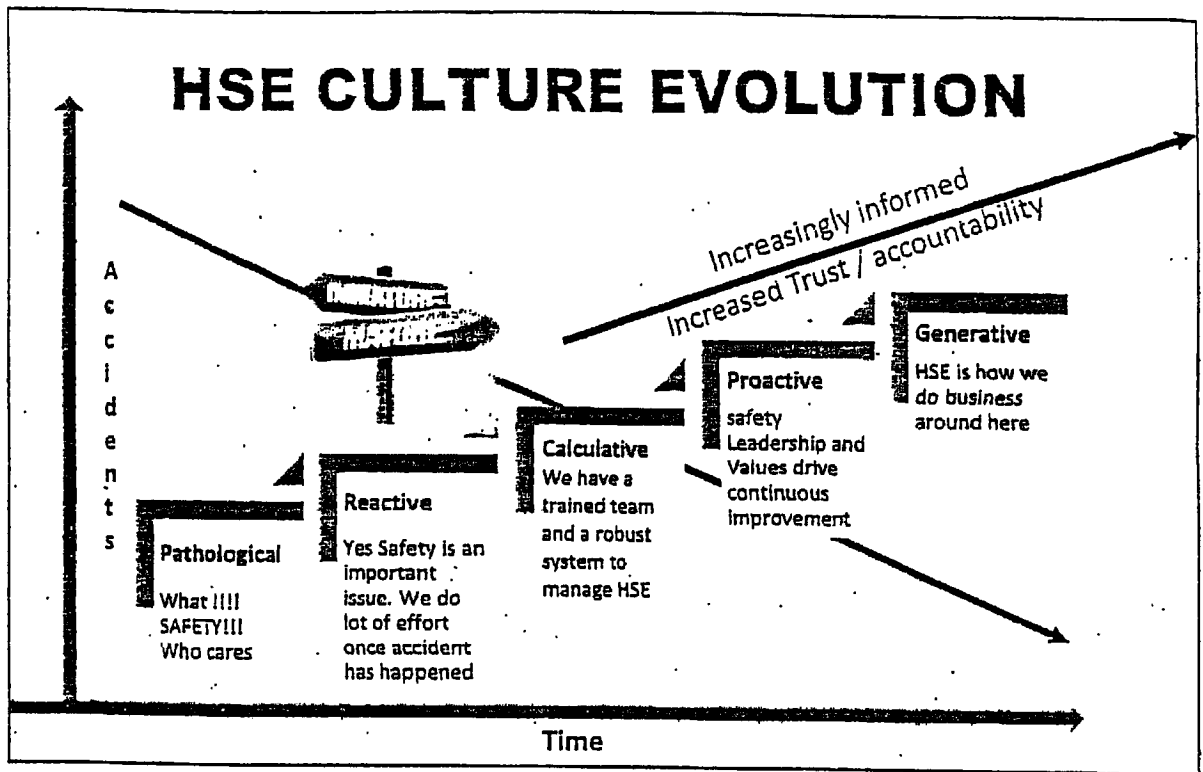 HSE CULTURE EVOLUTION
Accidents
Increasingly informed
Increased Trust / accountability
Pathological
What !!!!
SAFETY!!!
Who cares
Reactive
Yes Safety is an
important
issue. We do
lot of effort
once accident
has happened
Calculative
We have a
trained team
and a robust
system to
manage HSE
Proactive
safety
Leadership and
Values drive
continuous
improvement
Generative
HSE is how we
do business
around here
Time